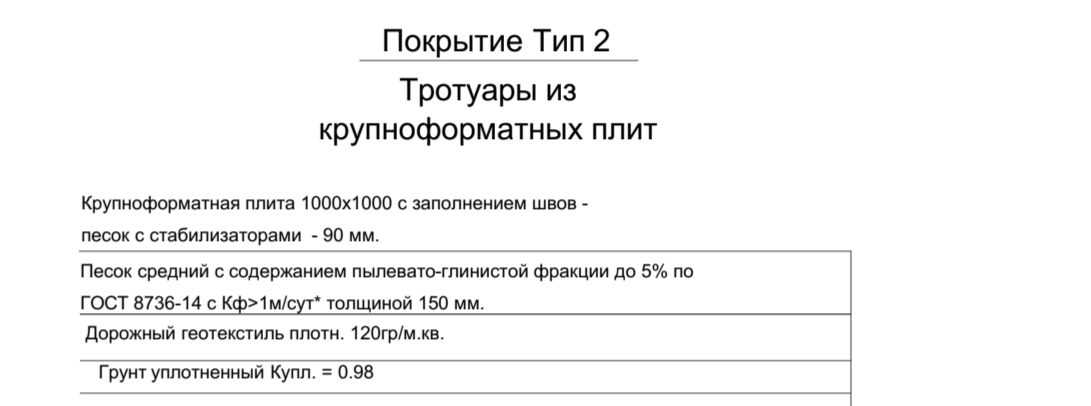 Покрытие Тип 2
Тротуары из
крупноформатных плит
Крупноформатная плита 1000х1000 с заполнением швов -
песок с стабилизаторами - 90 мм.
Песок средний с содержанием пылевато-глинистой фракции до 5% по
ГОСТ 8736-14 с Кф>1м/сут* толщиной 150 мм.
Дорожный геотекстиль плотн. 120гр/м.кв.
Грунт уплотненный Купл. = 0.98